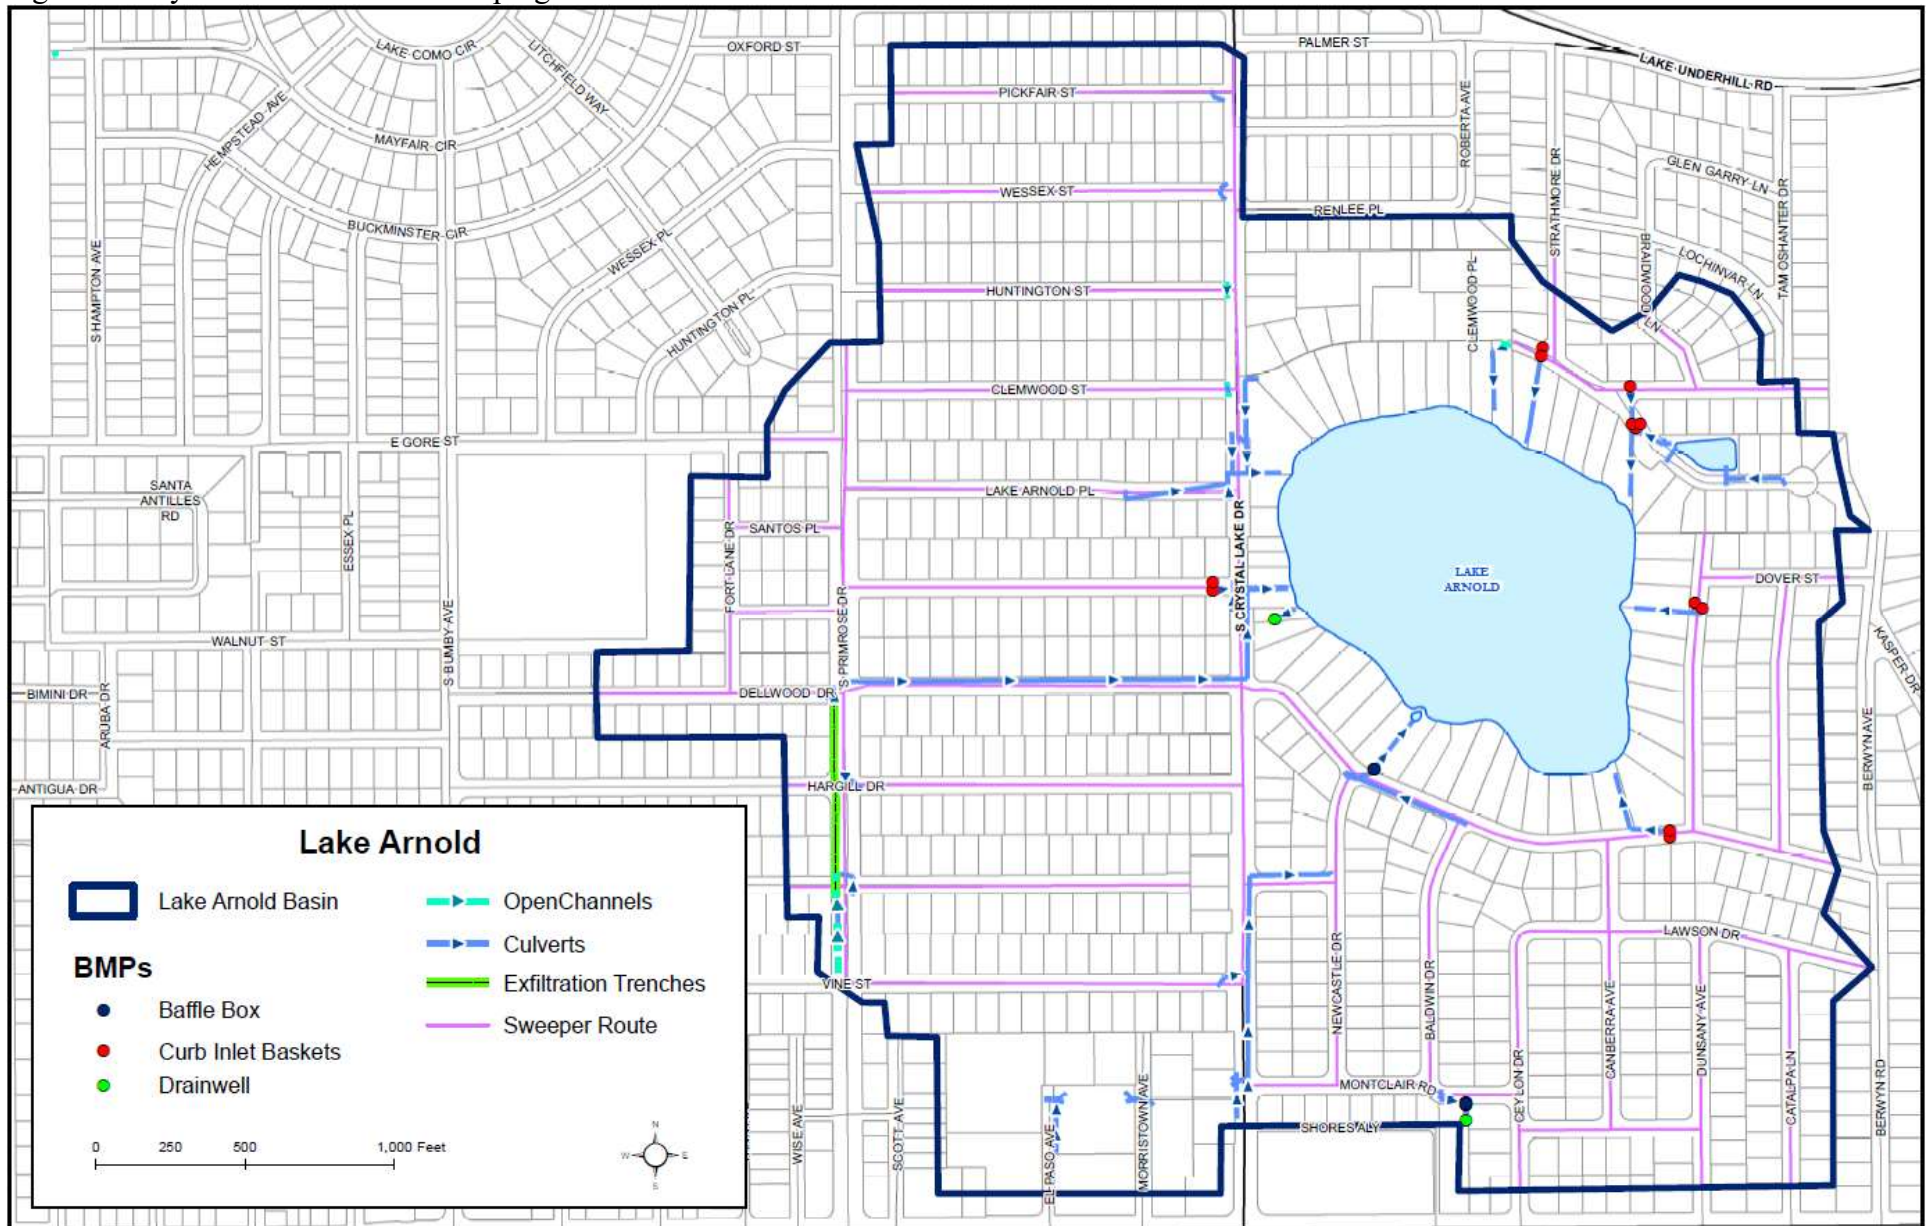 LAKE COMO CIR
LITCHFIELD WAY
OXFORD ST
PALMER ST
LAKE UNDERHILL RD
HEMPSTEAD AVE
MAYFAIR CIR
PICKFAIR ST
ROBERTA AVE
STRATHMORE DR
GLEN GARRY LN
TAM OSHANTER DR
S HAMPTON AVE
BUCKMINSTER CIR
WESSEX PL
WESSEX ST
RENLEE PL
BRAIDWOOD LN
LOCHINVAR LN
HUNTINGTON PL
HUNTINGTON ST
CLEMWOOD PL
CLEMWOOD ST
E GORE ST
SANTA
ANTILLES
RD
ESSEX PL
LAKE ARNOLD PL
SANTOS PL
FORT LANE DR
S CRYSTAL LAKE DR
LAKE
ARNOLD
DOVER ST
S PRIMROSE DR
WALNUT ST
S BUMBY AVE
KASPER DR
BIMINI DR
ARUBA DR
DELLWOOD DR
BERWYN AVE
ANTIGUA DR
HARGILL DR
Lake Arnold
Lake Arnold Basin
OpenChannels
Culverts
BMPs
Exfiltration Trenches
Baffle Box
Sweeper Route
Curb Inlet Baskets
Drainwell
0 250 500 1,000 Feet
N
W E
S
VINE ST
LAWSON DR
NEWCASTLE DR
BALDWIN DR
CEYLON DR
CANBERRA AVE
DUNSANY AVE
CATALPA LN
BERWYN RD
MONTCLAIR RD
SHORES ALY
WISE AVE
SCOTT AVE
EL PASO AVE
MORRISTOWN AVE